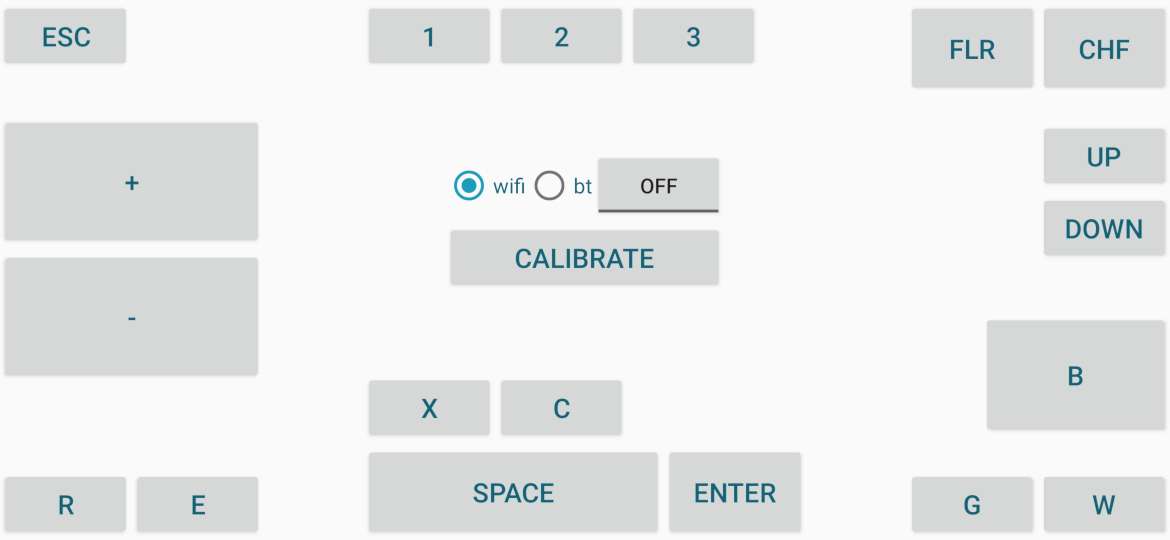 ESC 1 2 3 FLR CHF
+ UP
wifi bt OFF
DOWN
CALIBRATE
-
B
X C
SPACE ENTER
R E G W